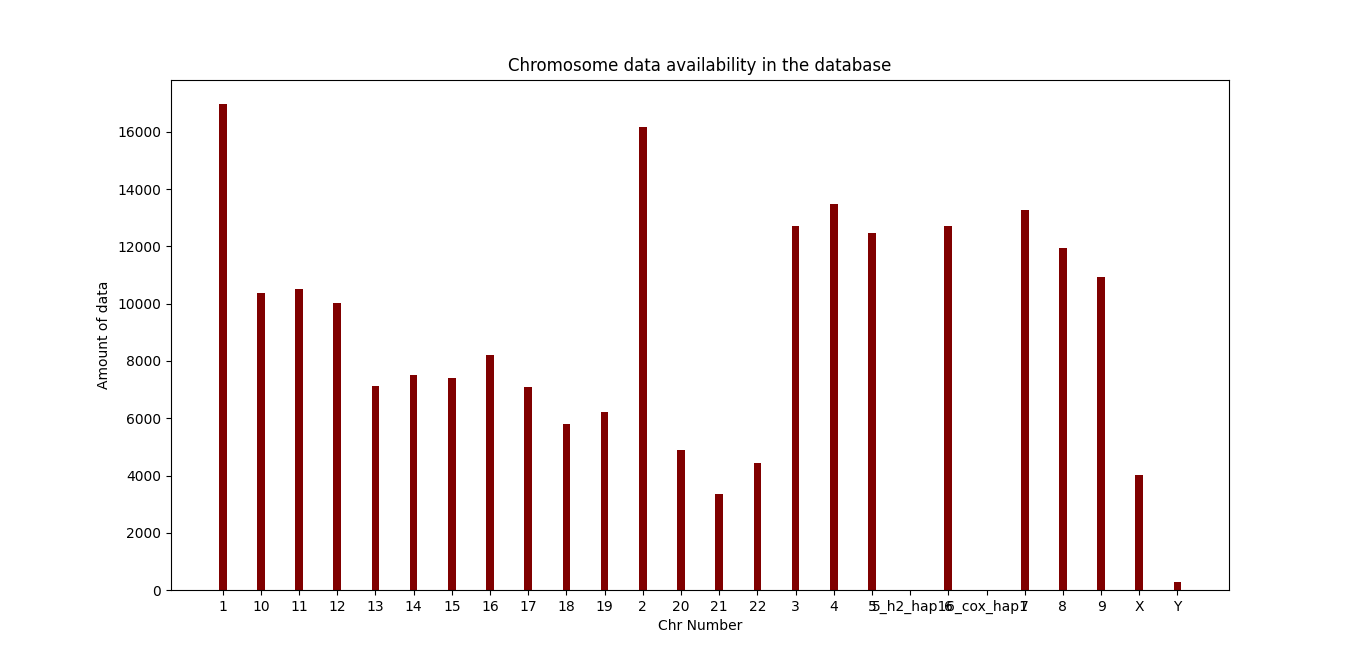 Chromosome data availability in the database
Amount of data
16000
14000
12000
10000
8000
6000
4000
2000
0
1 10 11 12 13 14 15 16 17 18 19 2 20 21 22 3 4 5 5_h2_hap1 6 6_cox_hap1 7 8 9 X Y
Chr Number